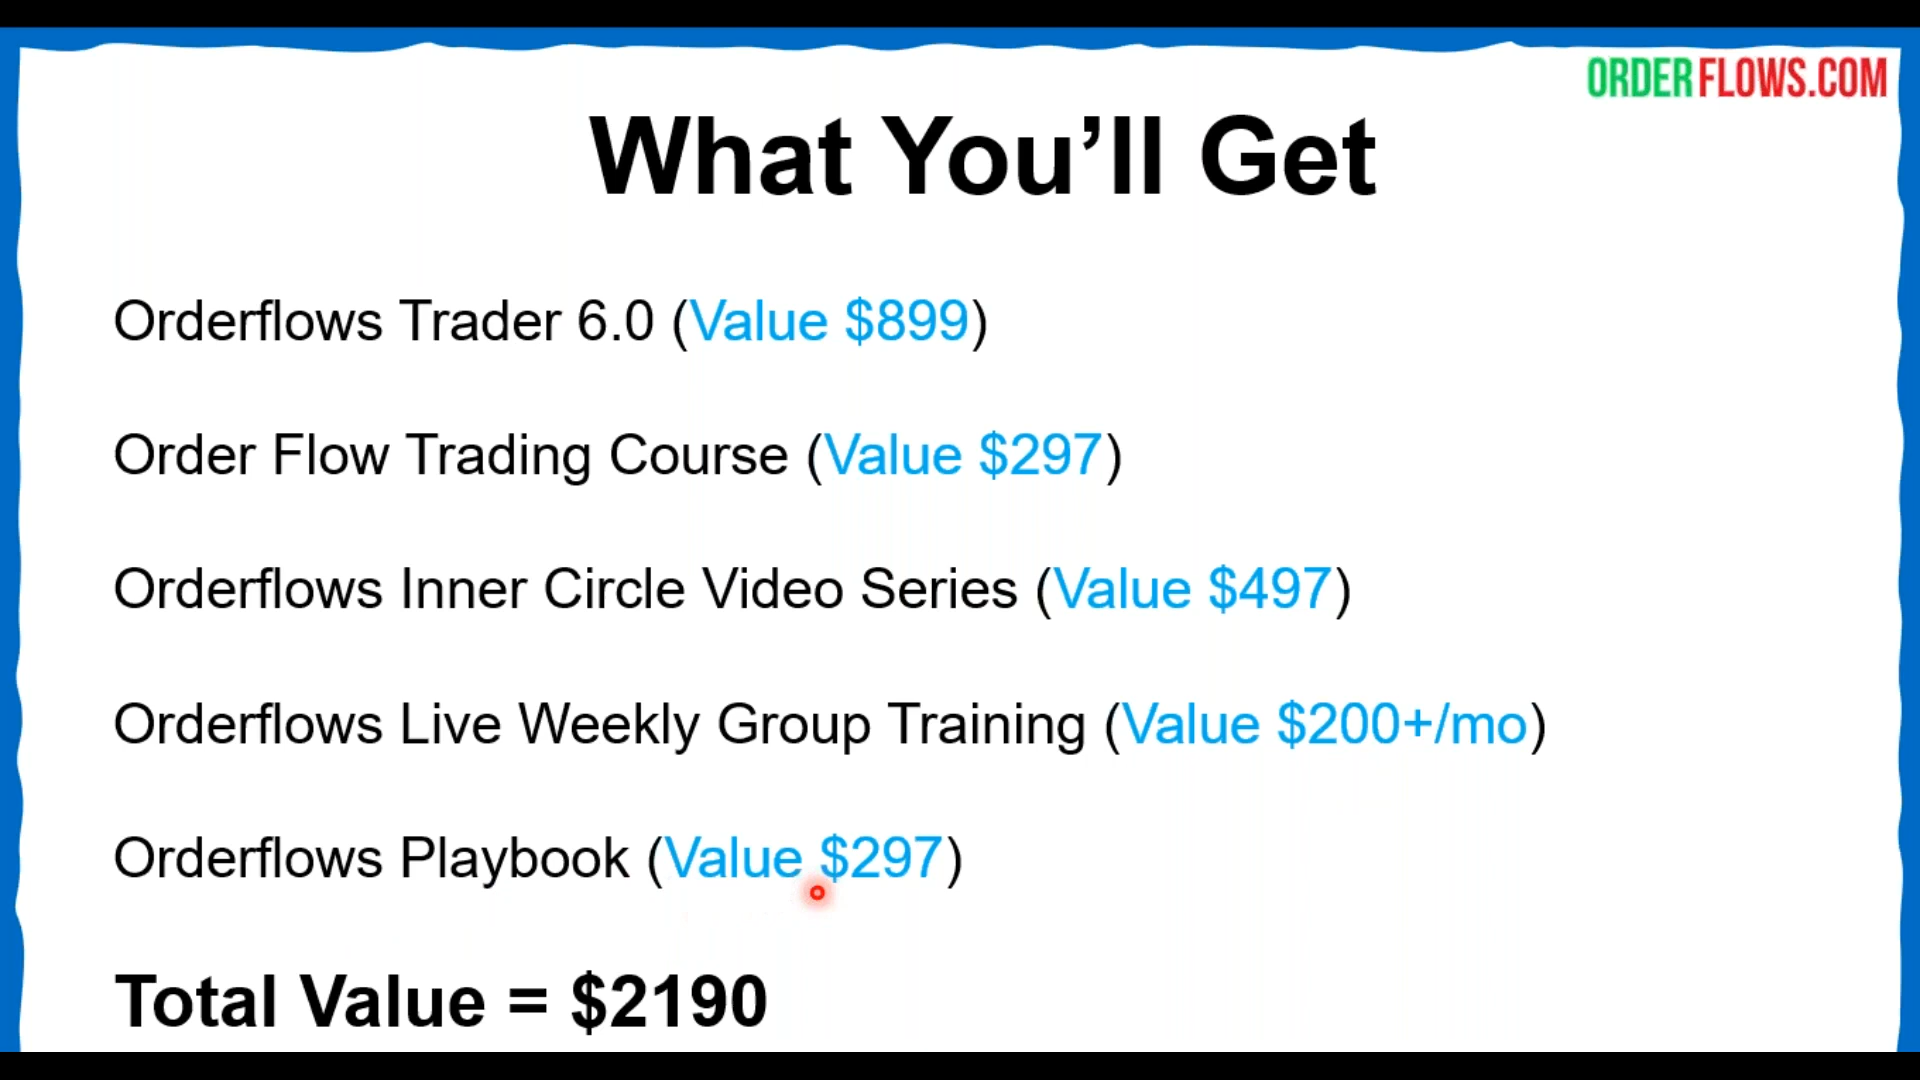 ORDERFLOWS.COM
What You’ll Get
Orderflows Trader 6.0 (Value $899)
Order Flow Trading Course (Value $297)
Orderflows Inner Circle Video Series (Value $497)
Orderflows Live Weekly Group Training (Value $200+/mo)
Orderflows Playbook (Value $297)
Total Value = $2190